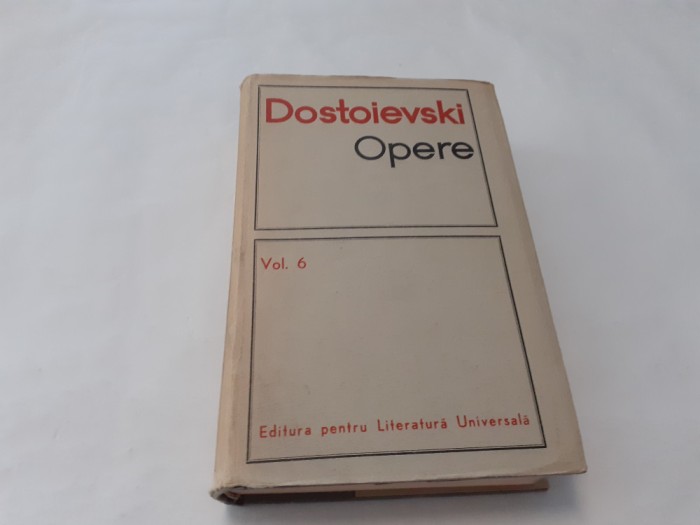 Dostoievski
Opere
Vol. 6
Editura pentru Literatură Universală